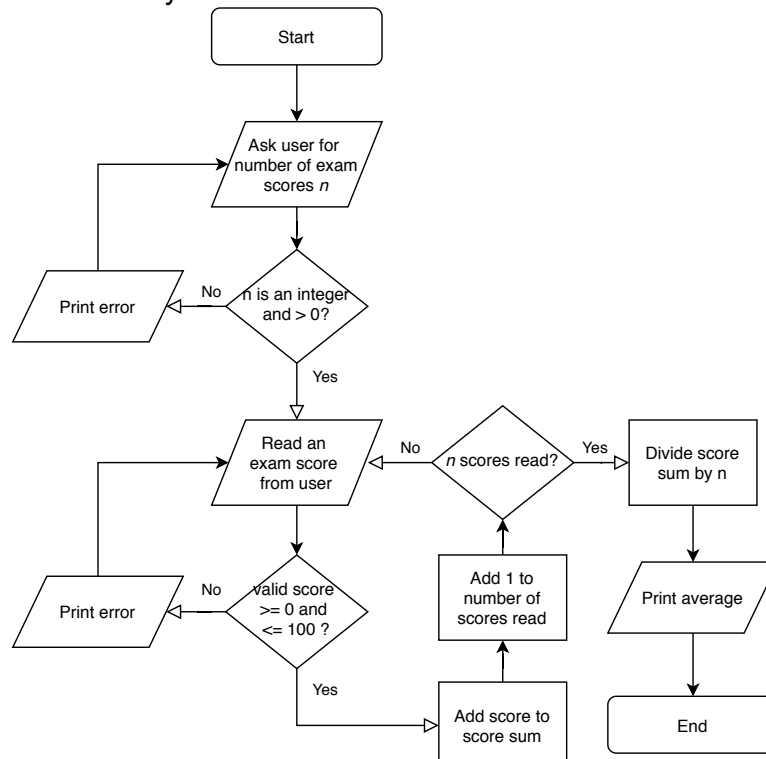 y
Start
Ask user for
number of exam
scores n
n is an integer
and > 0?
No
Print error
Yes
Read an
exam score
from user
No
n scores read?
Yes
Divide score
sum by n
valid score
>= 0 and
<= 100 ?
No
Print error
Add 1 to
number of
scores read
Print average
Yes
Add score to
score sum
End